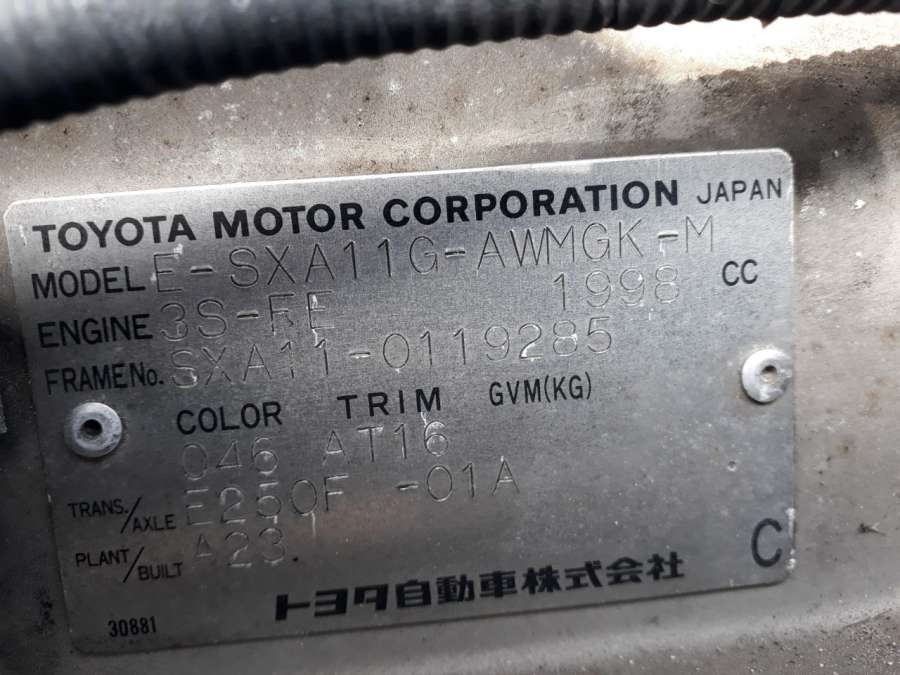 TOYOTA MOTOR CORPORATION JAPAN
MODEL E-SXA11G-AWMGK-M
ENGINE 3S-FE 1998 CC
FRAME No. SXA11-0119285
COLOR TRIM GVM(KG)
046 AT16
TRANS./AXLE E250F -01A
PLANT/BUILT A23
C
トヨタ自動車株式会社
30881